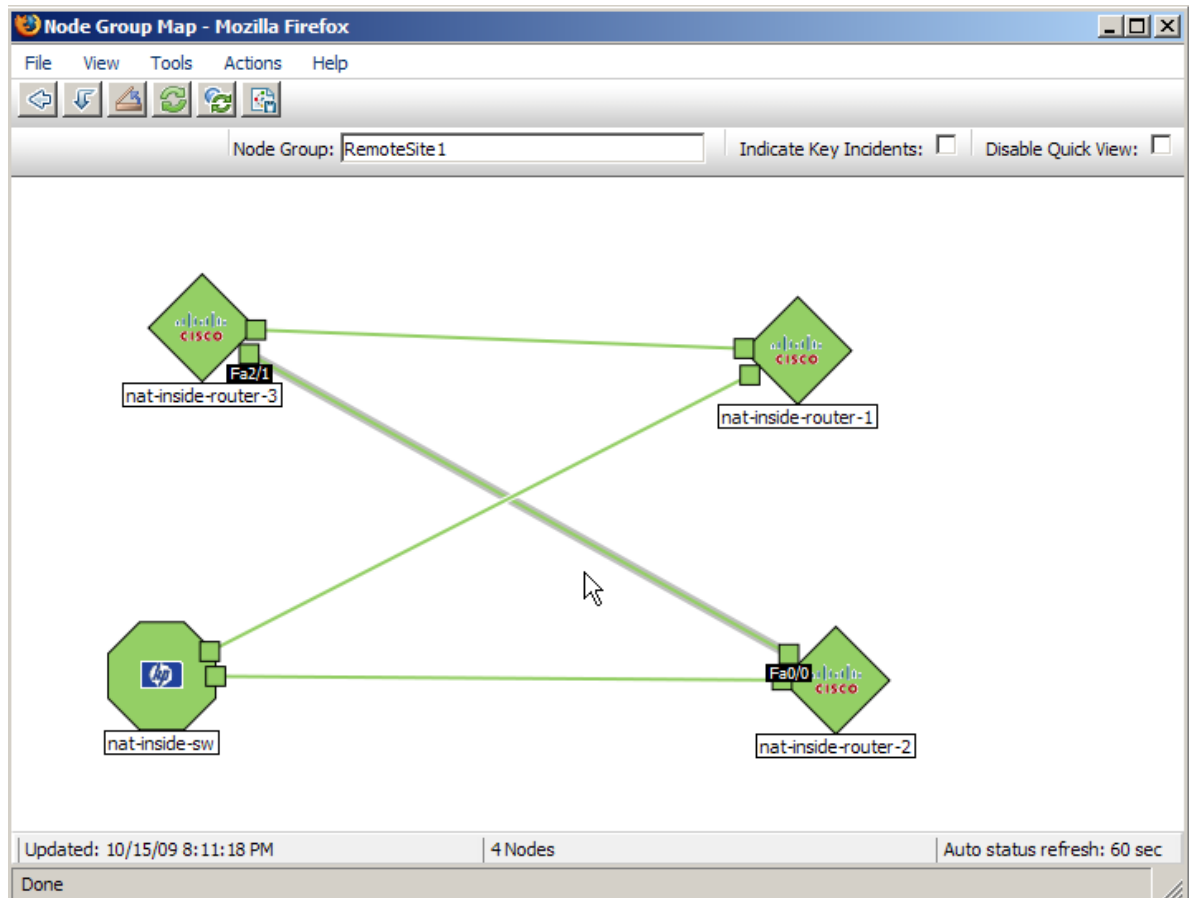 Node Group Map - Mozilla Firefox
File View Tools Actions Help
Node Group: RemoteSite1 Indicate Key Incidents: Disable Quick View:
CISCO
CISCO
Fa2/1
nat-inside-router-3
nat-inside-router-1
Fa0/0
hp
CISCO
nat-inside-sw
nat-inside-router-2
Updated: 10/15/09 8:11:18 PM 4 Nodes Auto status refresh: 60 sec
Done